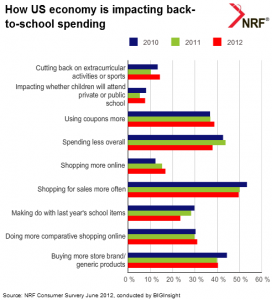 How US economy is impacting back-
to-school spending
NRF
2010
2011
2012
Cutting back on extracurricular
activities or sports
Impacting whether children will attend
private or public
school
Using coupons more
Spending less overall
Shopping more online
Shopping for sales more often
Making do with last year's school items
Doing more comparative shopping online
Buying more store brand/
generic products
0 %
10 %
20 %
30 %
40 %
50 %
60 %
Source: NRF Consumer Survery June 2012, conducted by BIGinsight